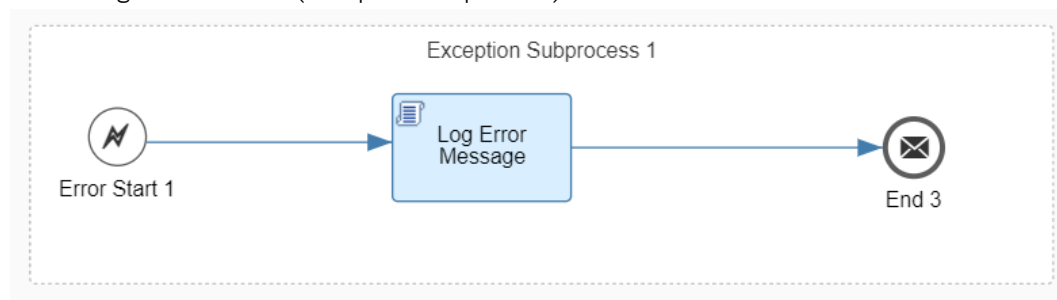 Exception Subprocess 1
Log Error
Message
Error Start 1
End 3